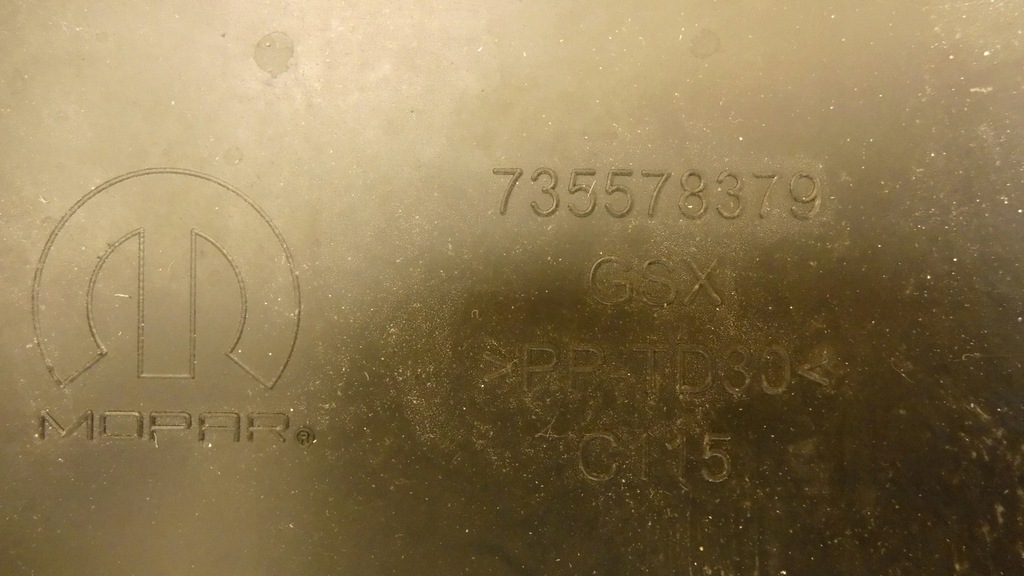 MOPAR®
735578379
GSX
>PP-TD30<
C115